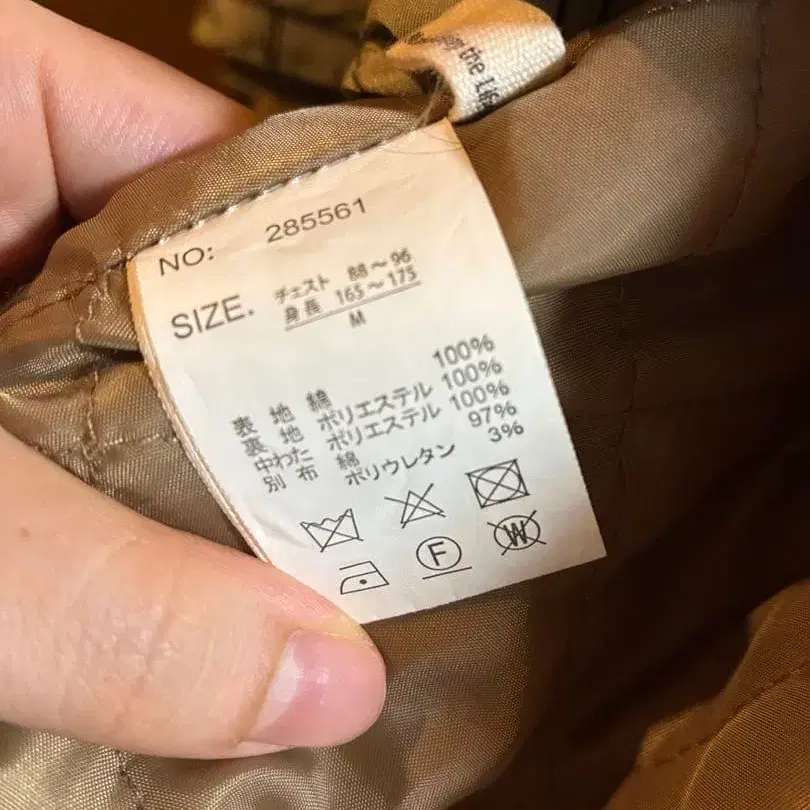 the Life
NO: 285561
SIZE. チェスト 88～96
身長 165～175
M
表地 綿 100%
裏地 ポリエステル 100%
中わた ポリエステル 100%
別布 綿 97%
ポリウレタン 3%
F
W